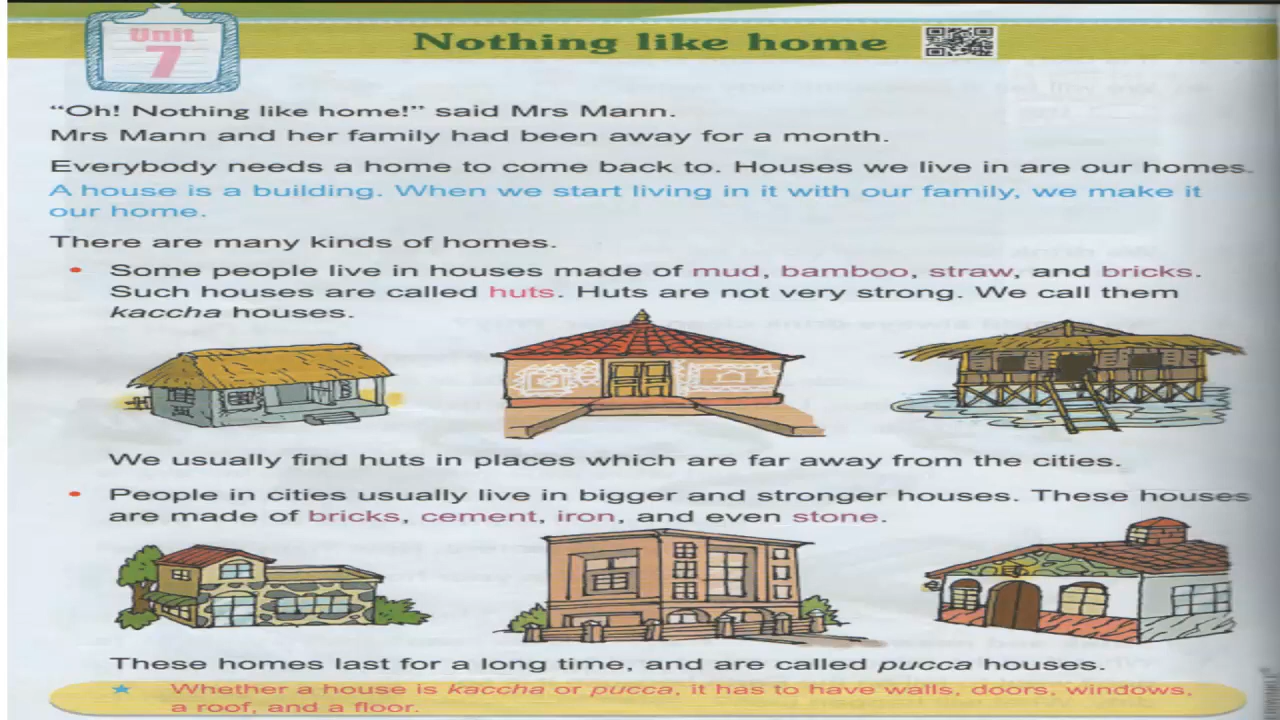 Unit
7
Nothing like home
“Oh! Nothing like home!” said Mrs Mann.
Mrs Mann and her family had been away for a month.
Everybody needs a home to come back to. Houses we live in are our homes.
A house is a building. When we start living in it with our family, we make it
our home.
There are many kinds of homes.
• Some people live in houses made of mud, bamboo, straw, and bricks.
Such houses are called huts. Huts are not very strong. We call them
kaccha houses.
We usually find huts in places which are far away from the cities.
• People in cities usually live in bigger and stronger houses. These houses
are made of bricks, cement, iron, and even stone.
These homes last for a long time, and are called pucca houses.
★ Whether a house is kaccha or pucca, it has to have walls, doors, windows,
a roof, and a floor.